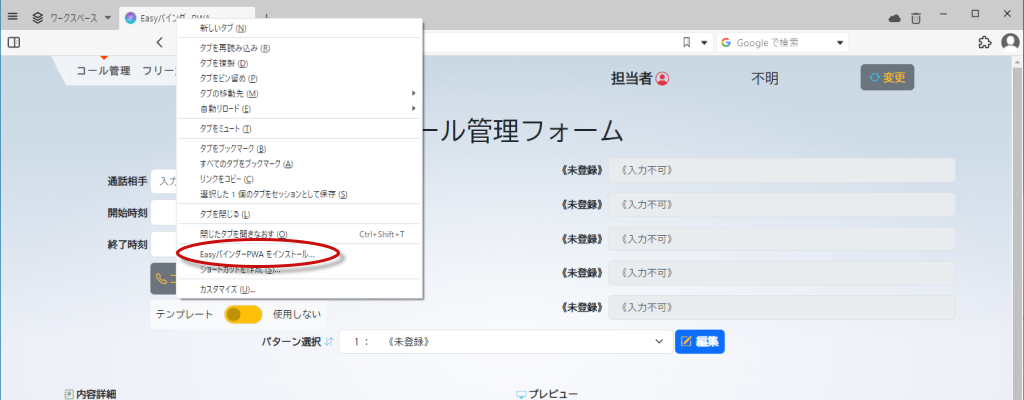 ワークスペース
EasyバインダーPWA
Google で検索
コール管理
フリー
担当者
不明
変更
ール管理フォーム
新しいタブ (N)
タブを再読み込み (R)
タブを複製 (D)
タブをピン留め (P)
タブの移動先 (M)
自動リロード (E)
タブをミュート (T)
タブをブックマーク (B)
すべてのタブをブックマーク (A)
リンクをコピー (C)
選択した 1 個のタブをセッションとして保存 (S)
タブを閉じる (L)
閉じたタブを開きなおす (O) Ctrl+Shift+T
EasyバインダーPWA をインストール...
ショートカットを作成 (S)...
カスタマイズ (U)...
通話相手 入力
開始時刻
終了時刻
《未登録》 《入力不可》
《未登録》 《入力不可》
《未登録》 《入力不可》
《未登録》 《入力不可》
《未登録》 《入力不可》
テンプレート 使用しない
パターン選択 1 : 《未登録》 編集
内容詳細
プレビュー